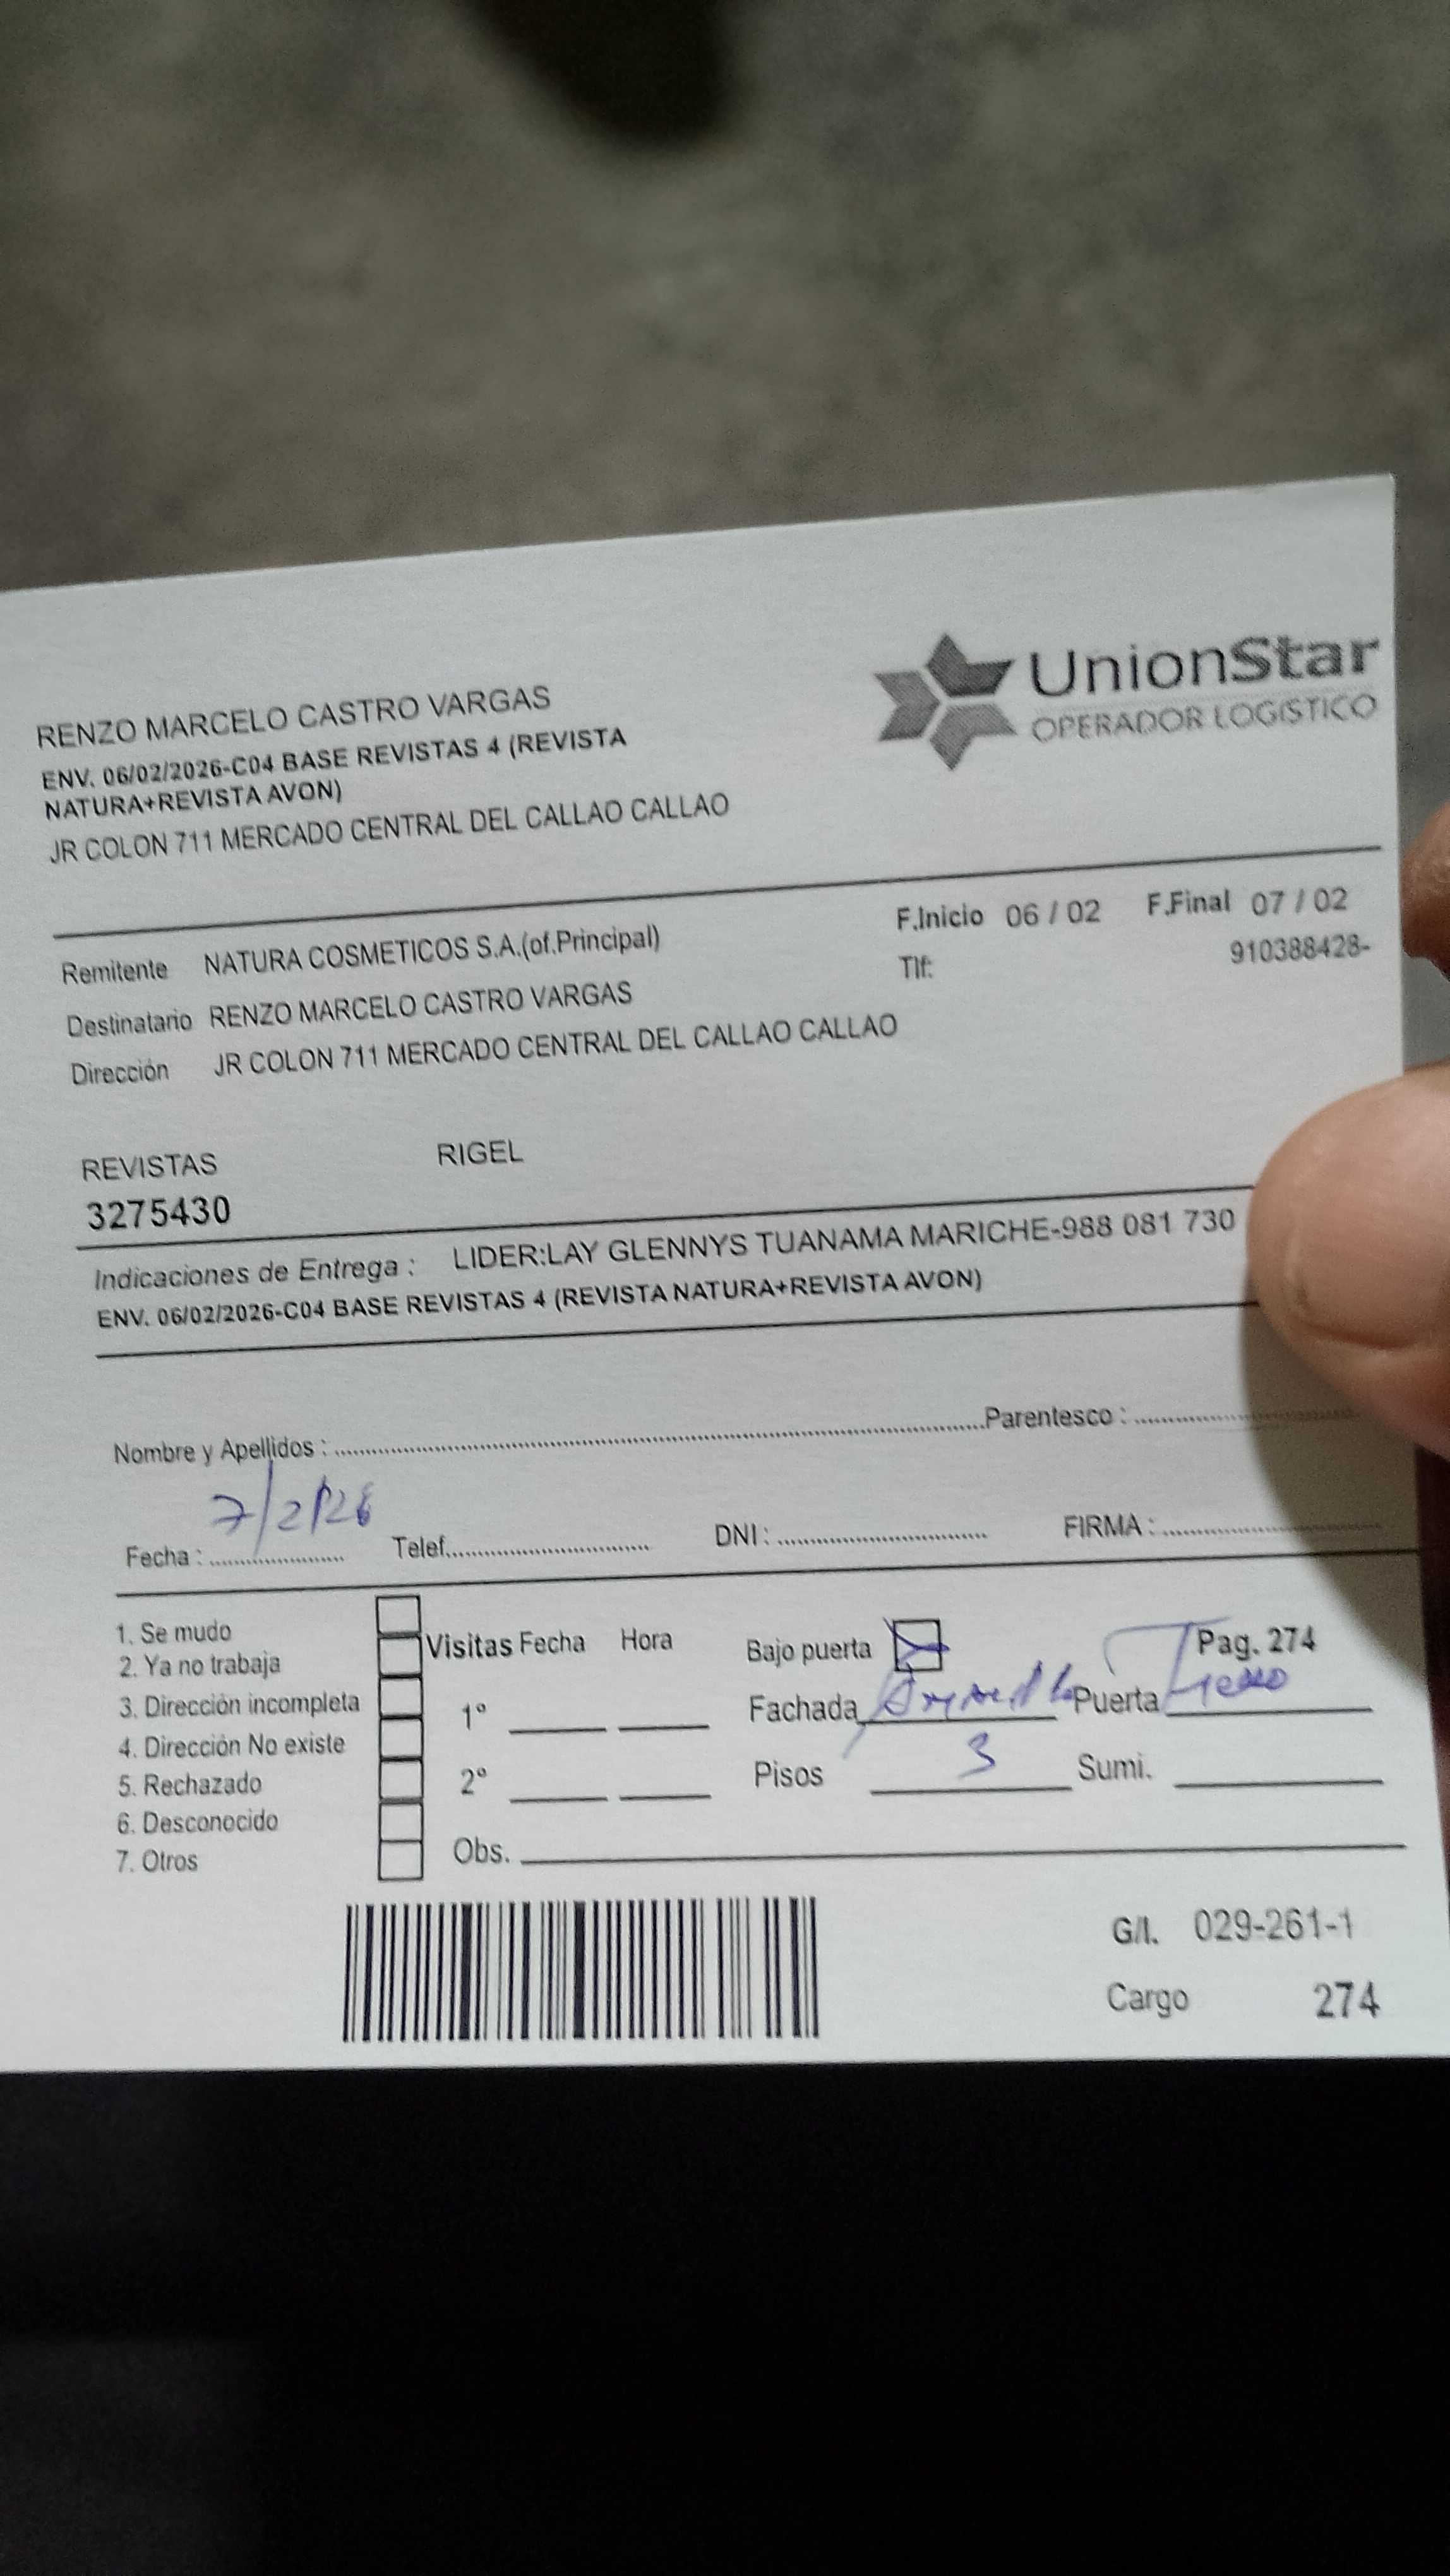 UnionStar
OPERADOR LOGISTICO
RENZO MARCELO CASTRO VARGAS
ENV. 06/02/2026-C04 BASE REVISTAS 4 (REVISTA
NATURA+REVISTA AVON)
JR COLON 711 MERCADO CENTRAL DEL CALLAO CALLAO
F.Inicio 06 / 02 F.Final 07 / 02
Remitente NATURA COSMETICOS S.A.(of.Principal) Tlf: 910388428-
Destinatario RENZO MARCELO CASTRO VARGAS
Dirección JR COLON 711 MERCADO CENTRAL DEL CALLAO CALLAO
REVISTAS RIGEL
3275430
Indicaciones de Entrega : LIDER:LAY GLENNYS TUANAMA MARICHE-988 081 730
ENV. 06/02/2026-C04 BASE REVISTAS 4 (REVISTA NATURA+REVISTA AVON)
Nombre y Apellidos : Parentesco :
7/2/26
Fecha : Telef. DNI : FIRMA :
1. Se mudo
2. Ya no trabaja
3. Dirección incompleta
4. Dirección No existe
5. Rechazado
6. Desconocido
7. Otros
Visitas Fecha Hora
1°
2°
Obs.
Bajo puerta Pag. 274
Fachada Puerta
Pisos 3 Sumi.
G/I. 029-261-1
Cargo 274